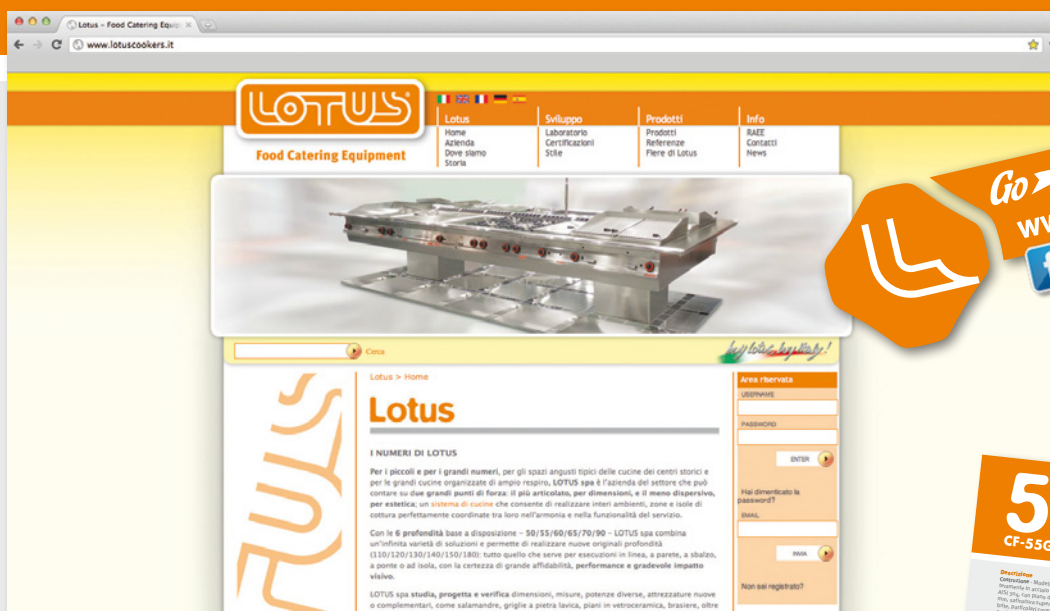 Lotus – Food Catering Equip
www.lotuscookers.it
LOTUS
Food Catering Equipment
Lotus
Home
Azienda
Dove siamo
Storia
Sviluppo
Laboratorio
Certificazioni
Stile
Prodotti
Prodotti
Referenze
Fiere di Lotus
Info
RAEE
Contatti
News
Go
Cerca
buy lotus, buy Italy!
Lotus > Home
Lotus
I NUMERI DI LOTUS
Per i piccoli e per i grandi numeri, per gli spazi angusti tipici delle cucine dei centri storici e
per le grandi cucine organizzate di ampio respiro, LOTUS spa è l'azienda del settore che può
contare su due grandi punti di forza: il più articolato, per dimensioni, e il meno dispersivo,
per estetica; un sistema di cucine che consente di realizzare interi ambienti, zone e isole di
cottura perfettamente coordinate tra loro nell'armonia e nella funzionalità del servizio.
Con le 6 profondità base a disposizione – 50/55/60/65/70/90 – LOTUS spa combina
un'infinita varietà di soluzioni e permette di realizzare nuove originali profondità
(110/120/130/140/150/180): tutto quello che serve per esecuzioni in linea, a parete, a sbalzo,
a ponte o ad isola, con la certezza di grande affidabilità, performance e gradevole impatto
visivo.
LOTUS spa studia, progetta e verifica dimensioni, misure, potenze diverse, attrezzature nuove
o complementari, come salamandre, griglie a pietra lavica, piani in vetroceramica, brasiere, oltre
Area riservata
USERNAME
PASSWORD
ENTER
Hai dimenticato la
password?
EMAIL
INVIA
Non sei registrato?
5
CF-55G
Descrizione